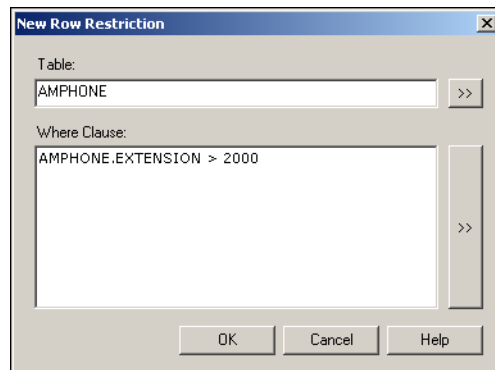 New Row Restriction
Table:
AMPHONE
>>
Where Clause:
AMPHONE.EXTENSION > 2000
>>
OK Cancel Help